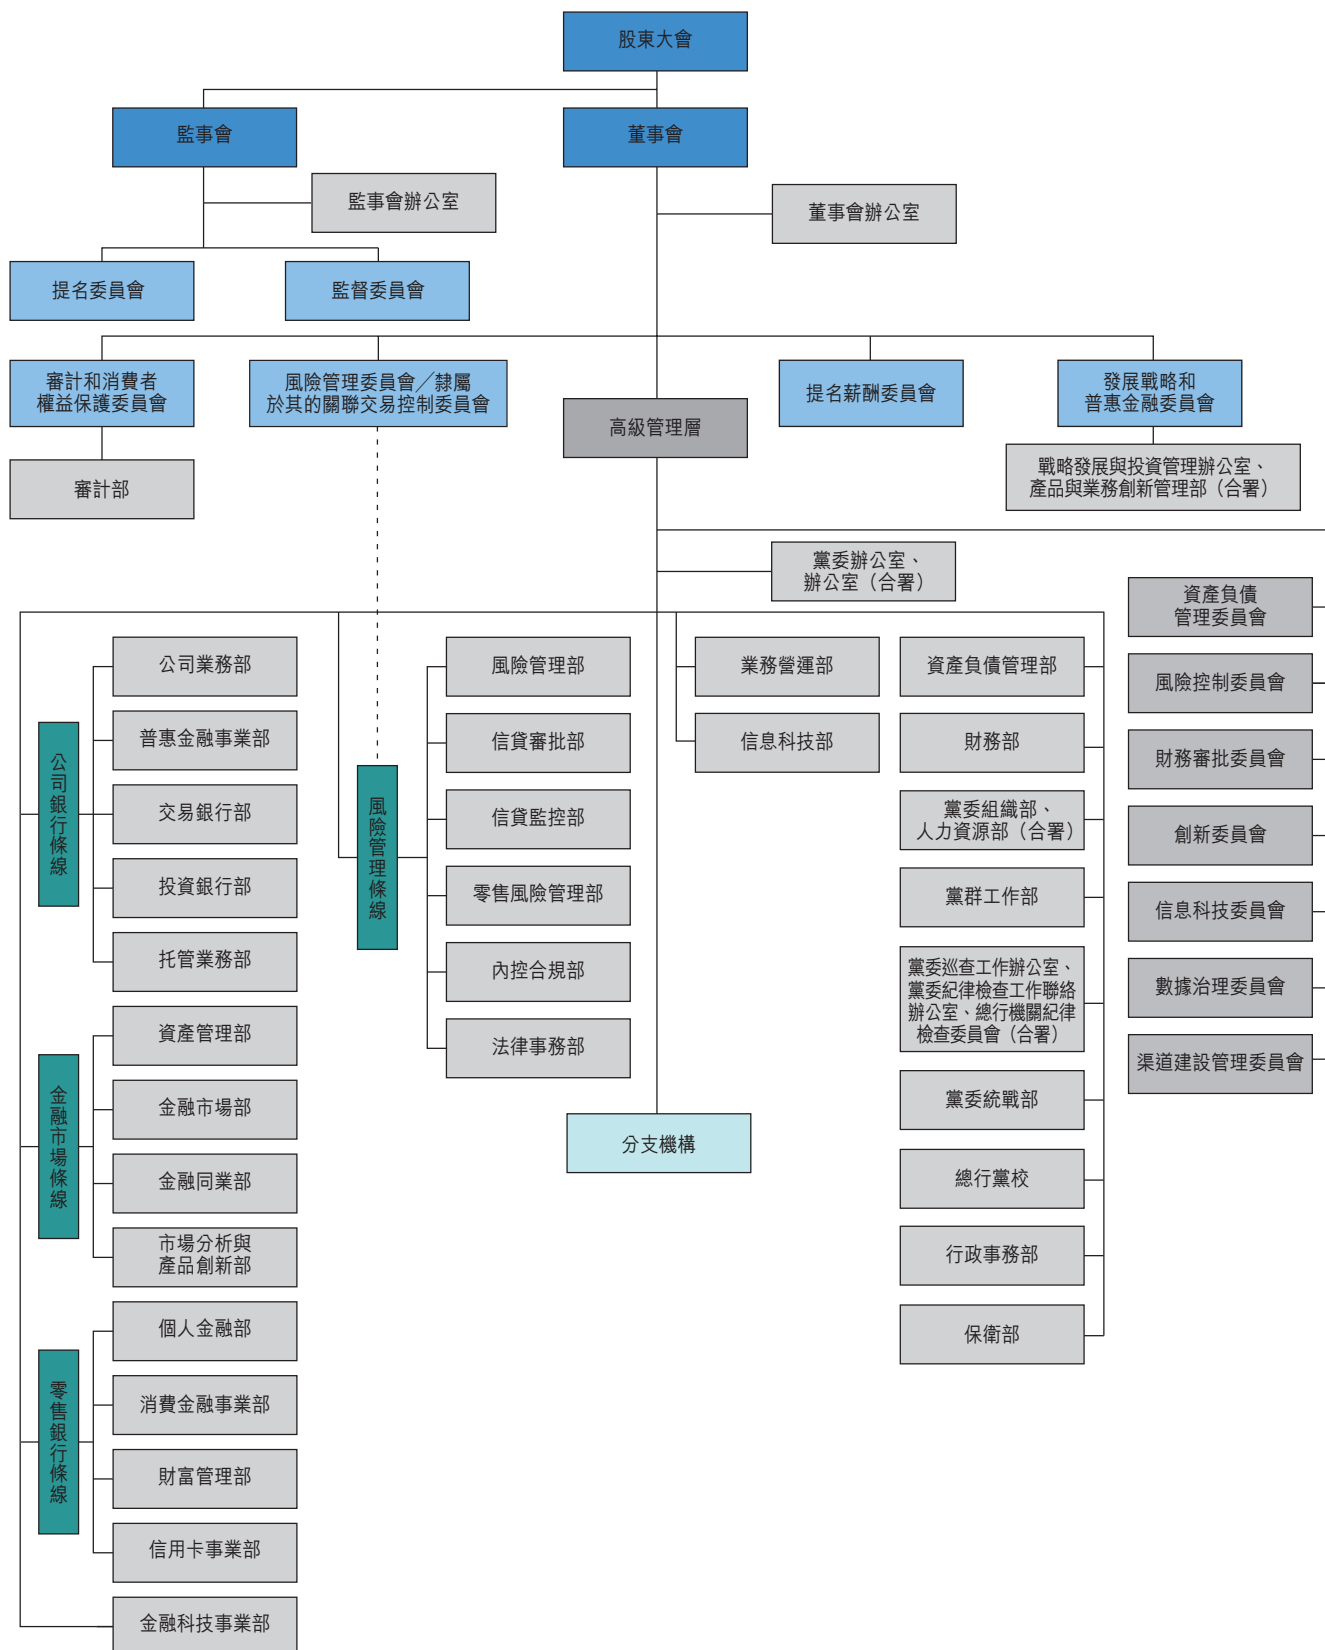 股東大會
監事會
董事會
監事會辦公室
董事會辦公室
提名委員會
監督委員會
審計和消費者
權益保護委員會
風險管理委員會／隸屬
於其的關聯交易控制委員會
提名薪酬委員會
發展戰略和
普惠金融委員會
高級管理層
審計部
戰略發展與投資管理辦公室、
產品與業務創新管理部（合署）
黨委辦公室、
辦公室（合署）
公司銀行條線
公司業務部
普惠金融事業部
交易銀行部
投資銀行部
托管業務部
金融市場條線
資產管理部
金融市場部
金融同業部
市場分析與
產品創新部
零售銀行條線
個人金融部
消費金融事業部
財富管理部
信用卡事業部
金融科技事業部
風險管理條線
風險管理部
信貸審批部
信貸監控部
零售風險管理部
內控合規部
法律事務部
業務營運部
信息科技部
分支機構
資產負債管理部
財務部
黨委組織部、
人力資源部（合署）
黨群工作部
黨委巡查工作辦公室、
黨委紀律檢查工作聯絡
辦公室、總行機關紀律
檢查委員會（合署）
黨委統戰部
總行黨校
行政事務部
保衛部
資產負債
管理委員會
風險控制委員會
財務審批委員會
創新委員會
信息科技委員會
數據治理委員會
渠道建設管理委員會